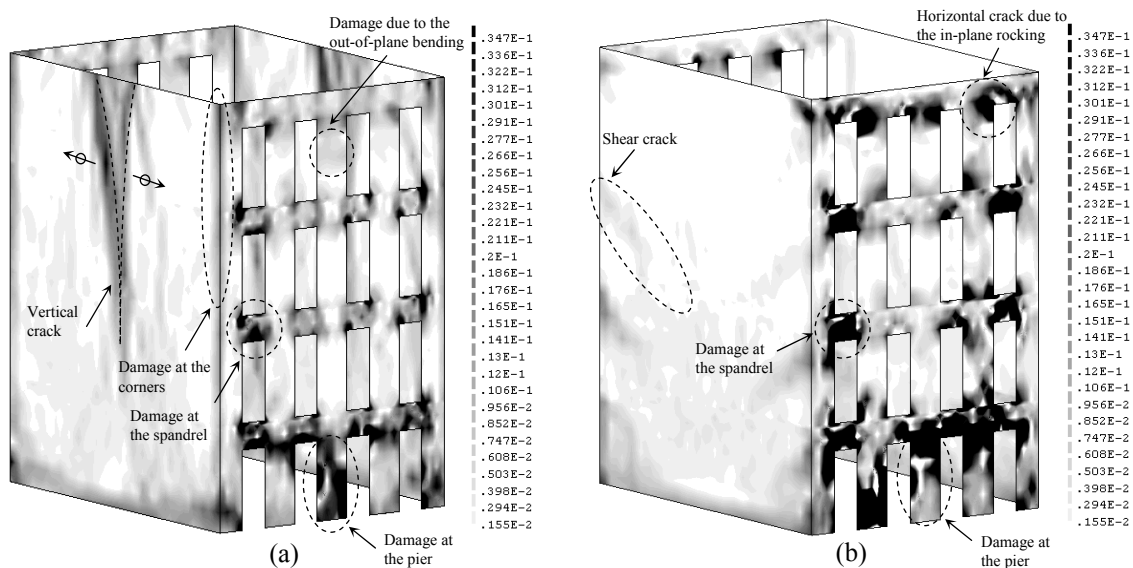 Damage due to the
out-of-plane bending
Vertical
crack
Damage at the
corners
Damage at
the spandrel
Damage at
the pier
(a)
.347E-1
.336E-1
.322E-1
.312E-1
.301E-1
.291E-1
.277E-1
.266E-1
.256E-1
.245E-1
.232E-1
.221E-1
.211E-1
.2E-1
.186E-1
.176E-1
.165E-1
.151E-1
.141E-1
.13E-1
.12E-1
.106E-1
.956E-2
.852E-2
.747E-2
.608E-2
.503E-2
.398E-2
.294E-2
.155E-2
Horizontal crack due to
the in-plane rocking
Shear crack
Damage at
the spandrel
Damage at
the pier
(b)
.347E-1
.336E-1
.322E-1
.312E-1
.301E-1
.291E-1
.277E-1
.266E-1
.256E-1
.245E-1
.232E-1
.221E-1
.211E-1
.2E-1
.186E-1
.176E-1
.165E-1
.151E-1
.141E-1
.13E-1
.12E-1
.106E-1
.956E-2
.852E-2
.747E-2
.608E-2
.503E-2
.398E-2
.294E-2
.155E-2